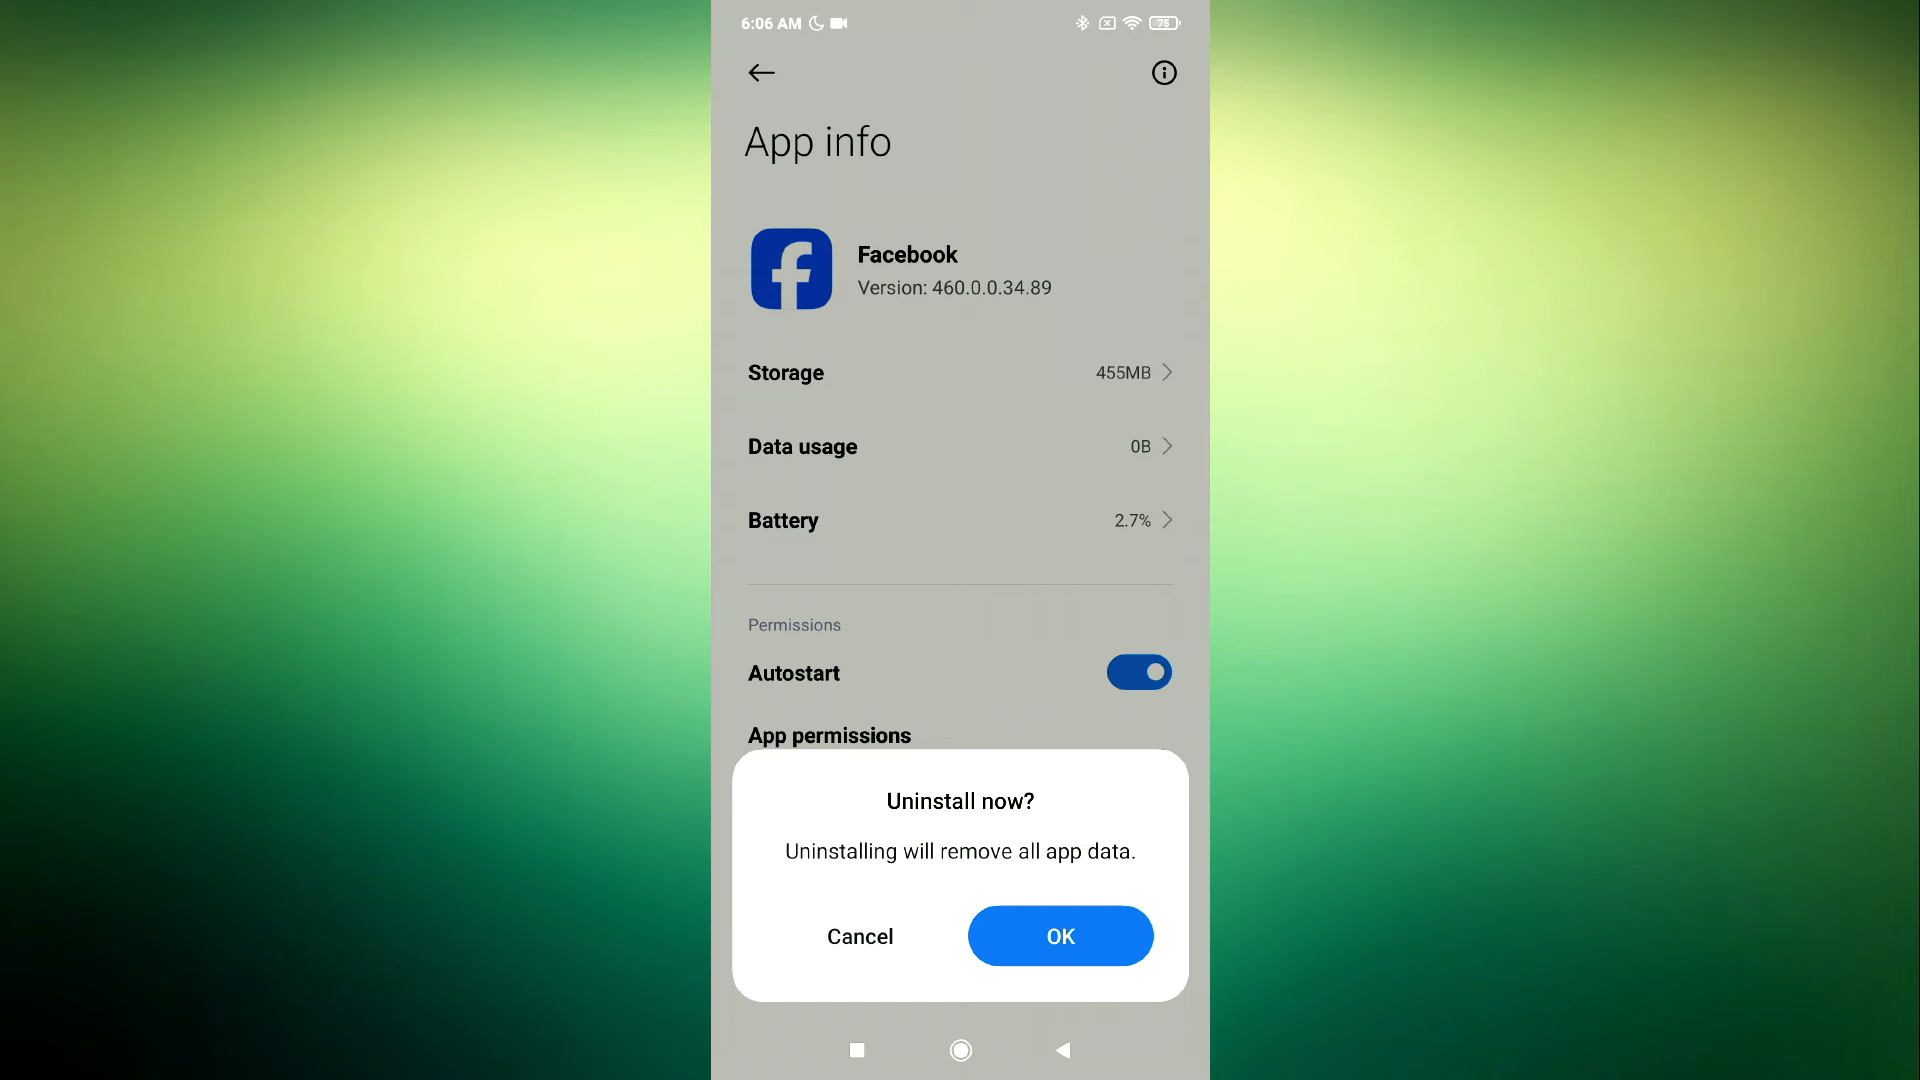 6:06 AM
75
App info
Facebook
Version: 460.0.0.34.89
Storage 455MB
Data usage 0B
Battery 2.7%
Permissions
Autostart
App permissions
Uninstall now?
Uninstalling will remove all app data.
Cancel OK